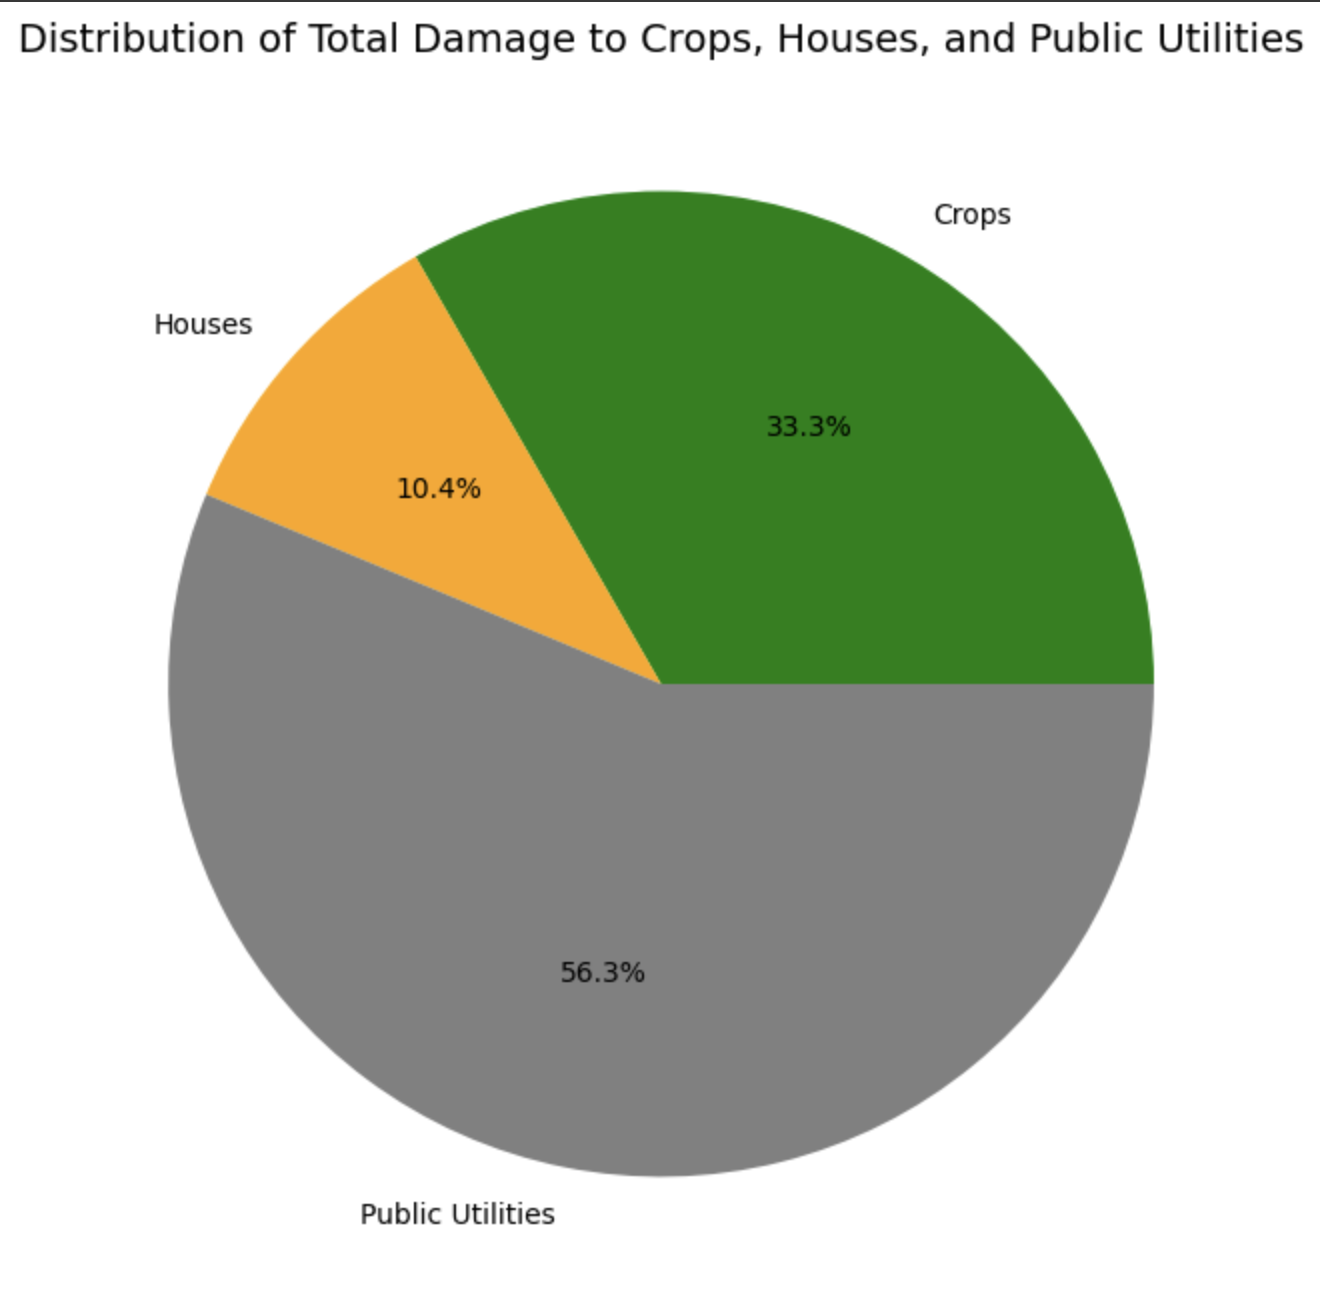 Distribution of Total Damage to Crops, Houses, and Public Utilities
Crops
Houses
33.3%
10.4%
56.3%
Public Utilities